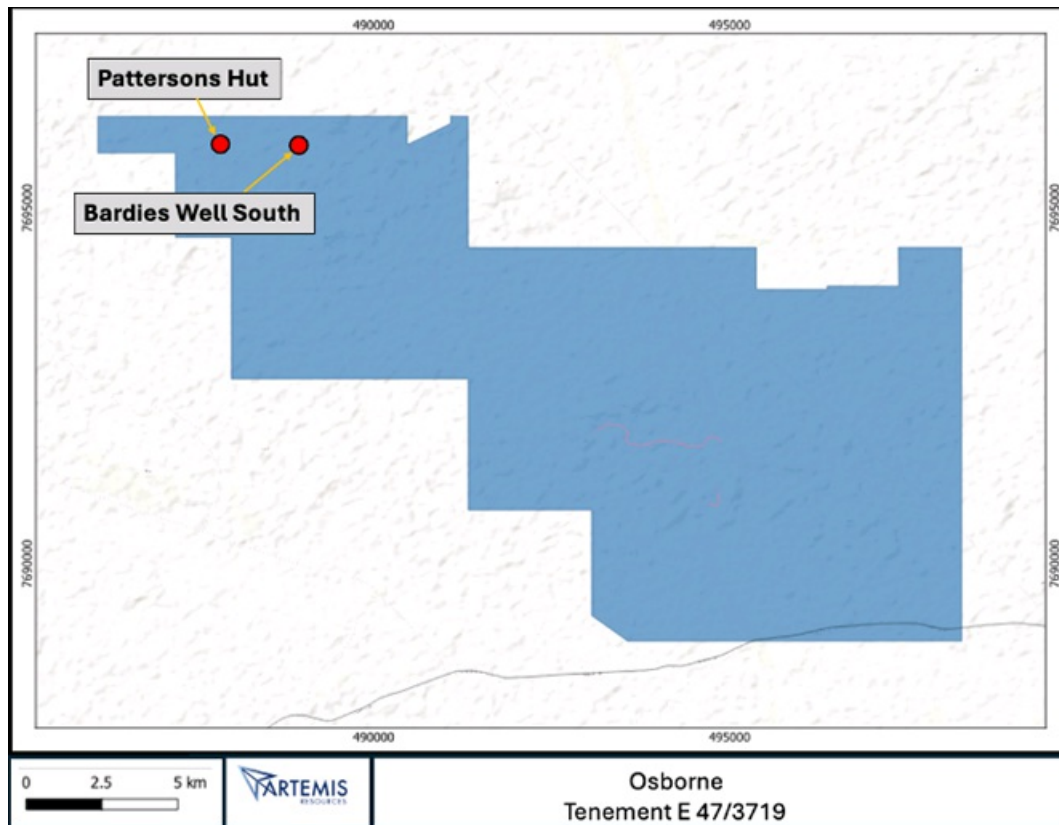 490000 495000
Pattersons Hut
Bardies Well South
7695000 7695000
7690000 7690000
490000 495000
0 2.5 5 km
ARTEMIS
RESOURCES
Osborne
Tenement E 47/3719